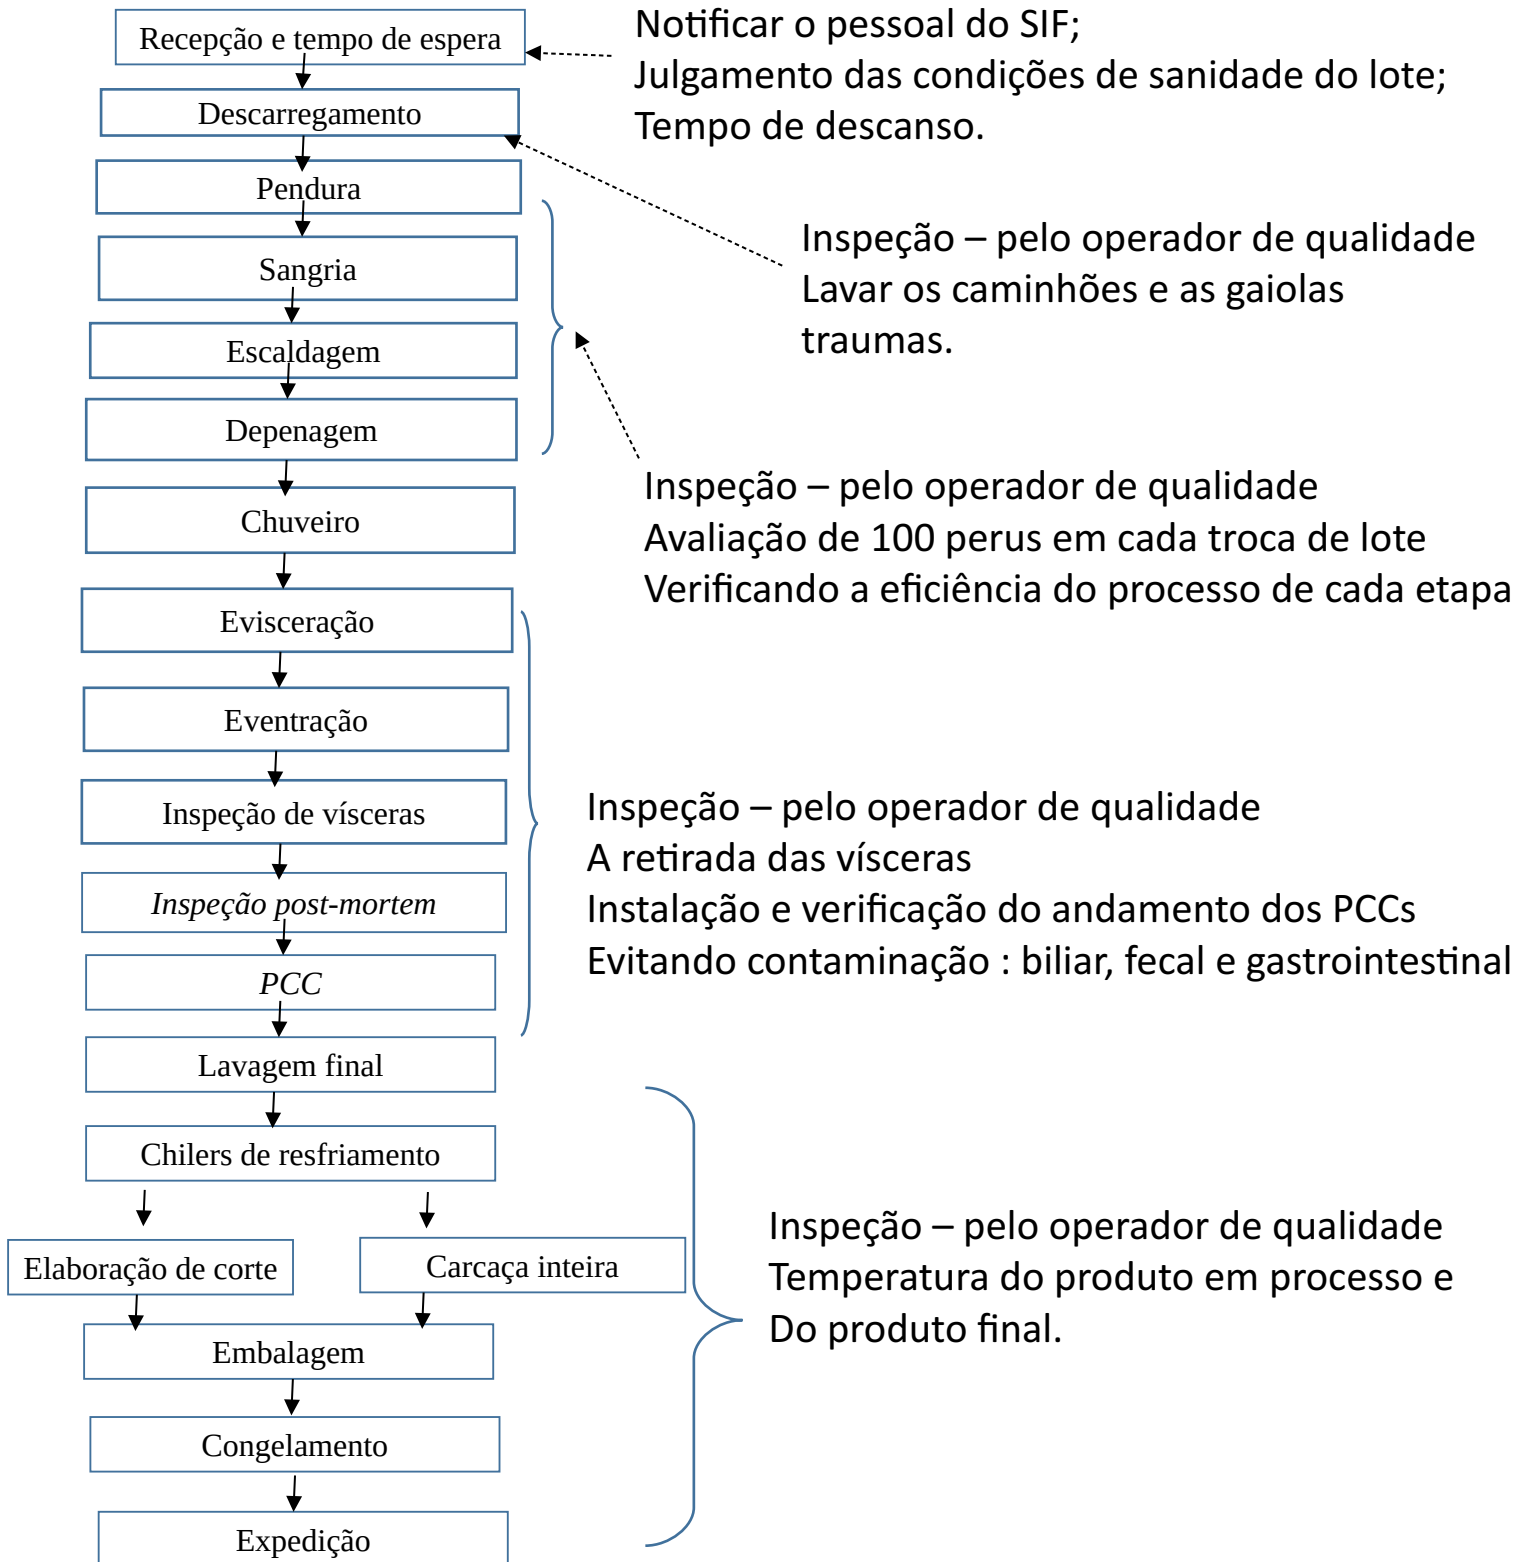 Recepção e tempo de espera
Notificar o pessoal do SIF;
Julgamento das condições de sanidade do lote;
Tempo de descanso.
Descarregamento
Pendura
Inspeção – pelo operador de qualidade
Lavar os caminhões e as gaiolas
traumas.
Sangria
Escaldagem
Depenagem
Inspeção – pelo operador de qualidade
Avaliação de 100 perus em cada troca de lote
Verificando a eficiência do processo de cada etapa
Chuveiro
Evisceração
Eventração
Inspeção de vísceras
Inspeção post-mortem
PCC
Inspeção – pelo operador de qualidade
A retirada das vísceras
Instalação e verificação do andamento dos PCCs
Evitando contaminação : biliar, fecal e gastrointestinal
Lavagem final
Chilers de resfriamento
Elaboração de corte
Carcaça inteira
Inspeção – pelo operador de qualidade
Temperatura do produto em processo e
Do produto final.
Embalagem
Congelamento
Expedição